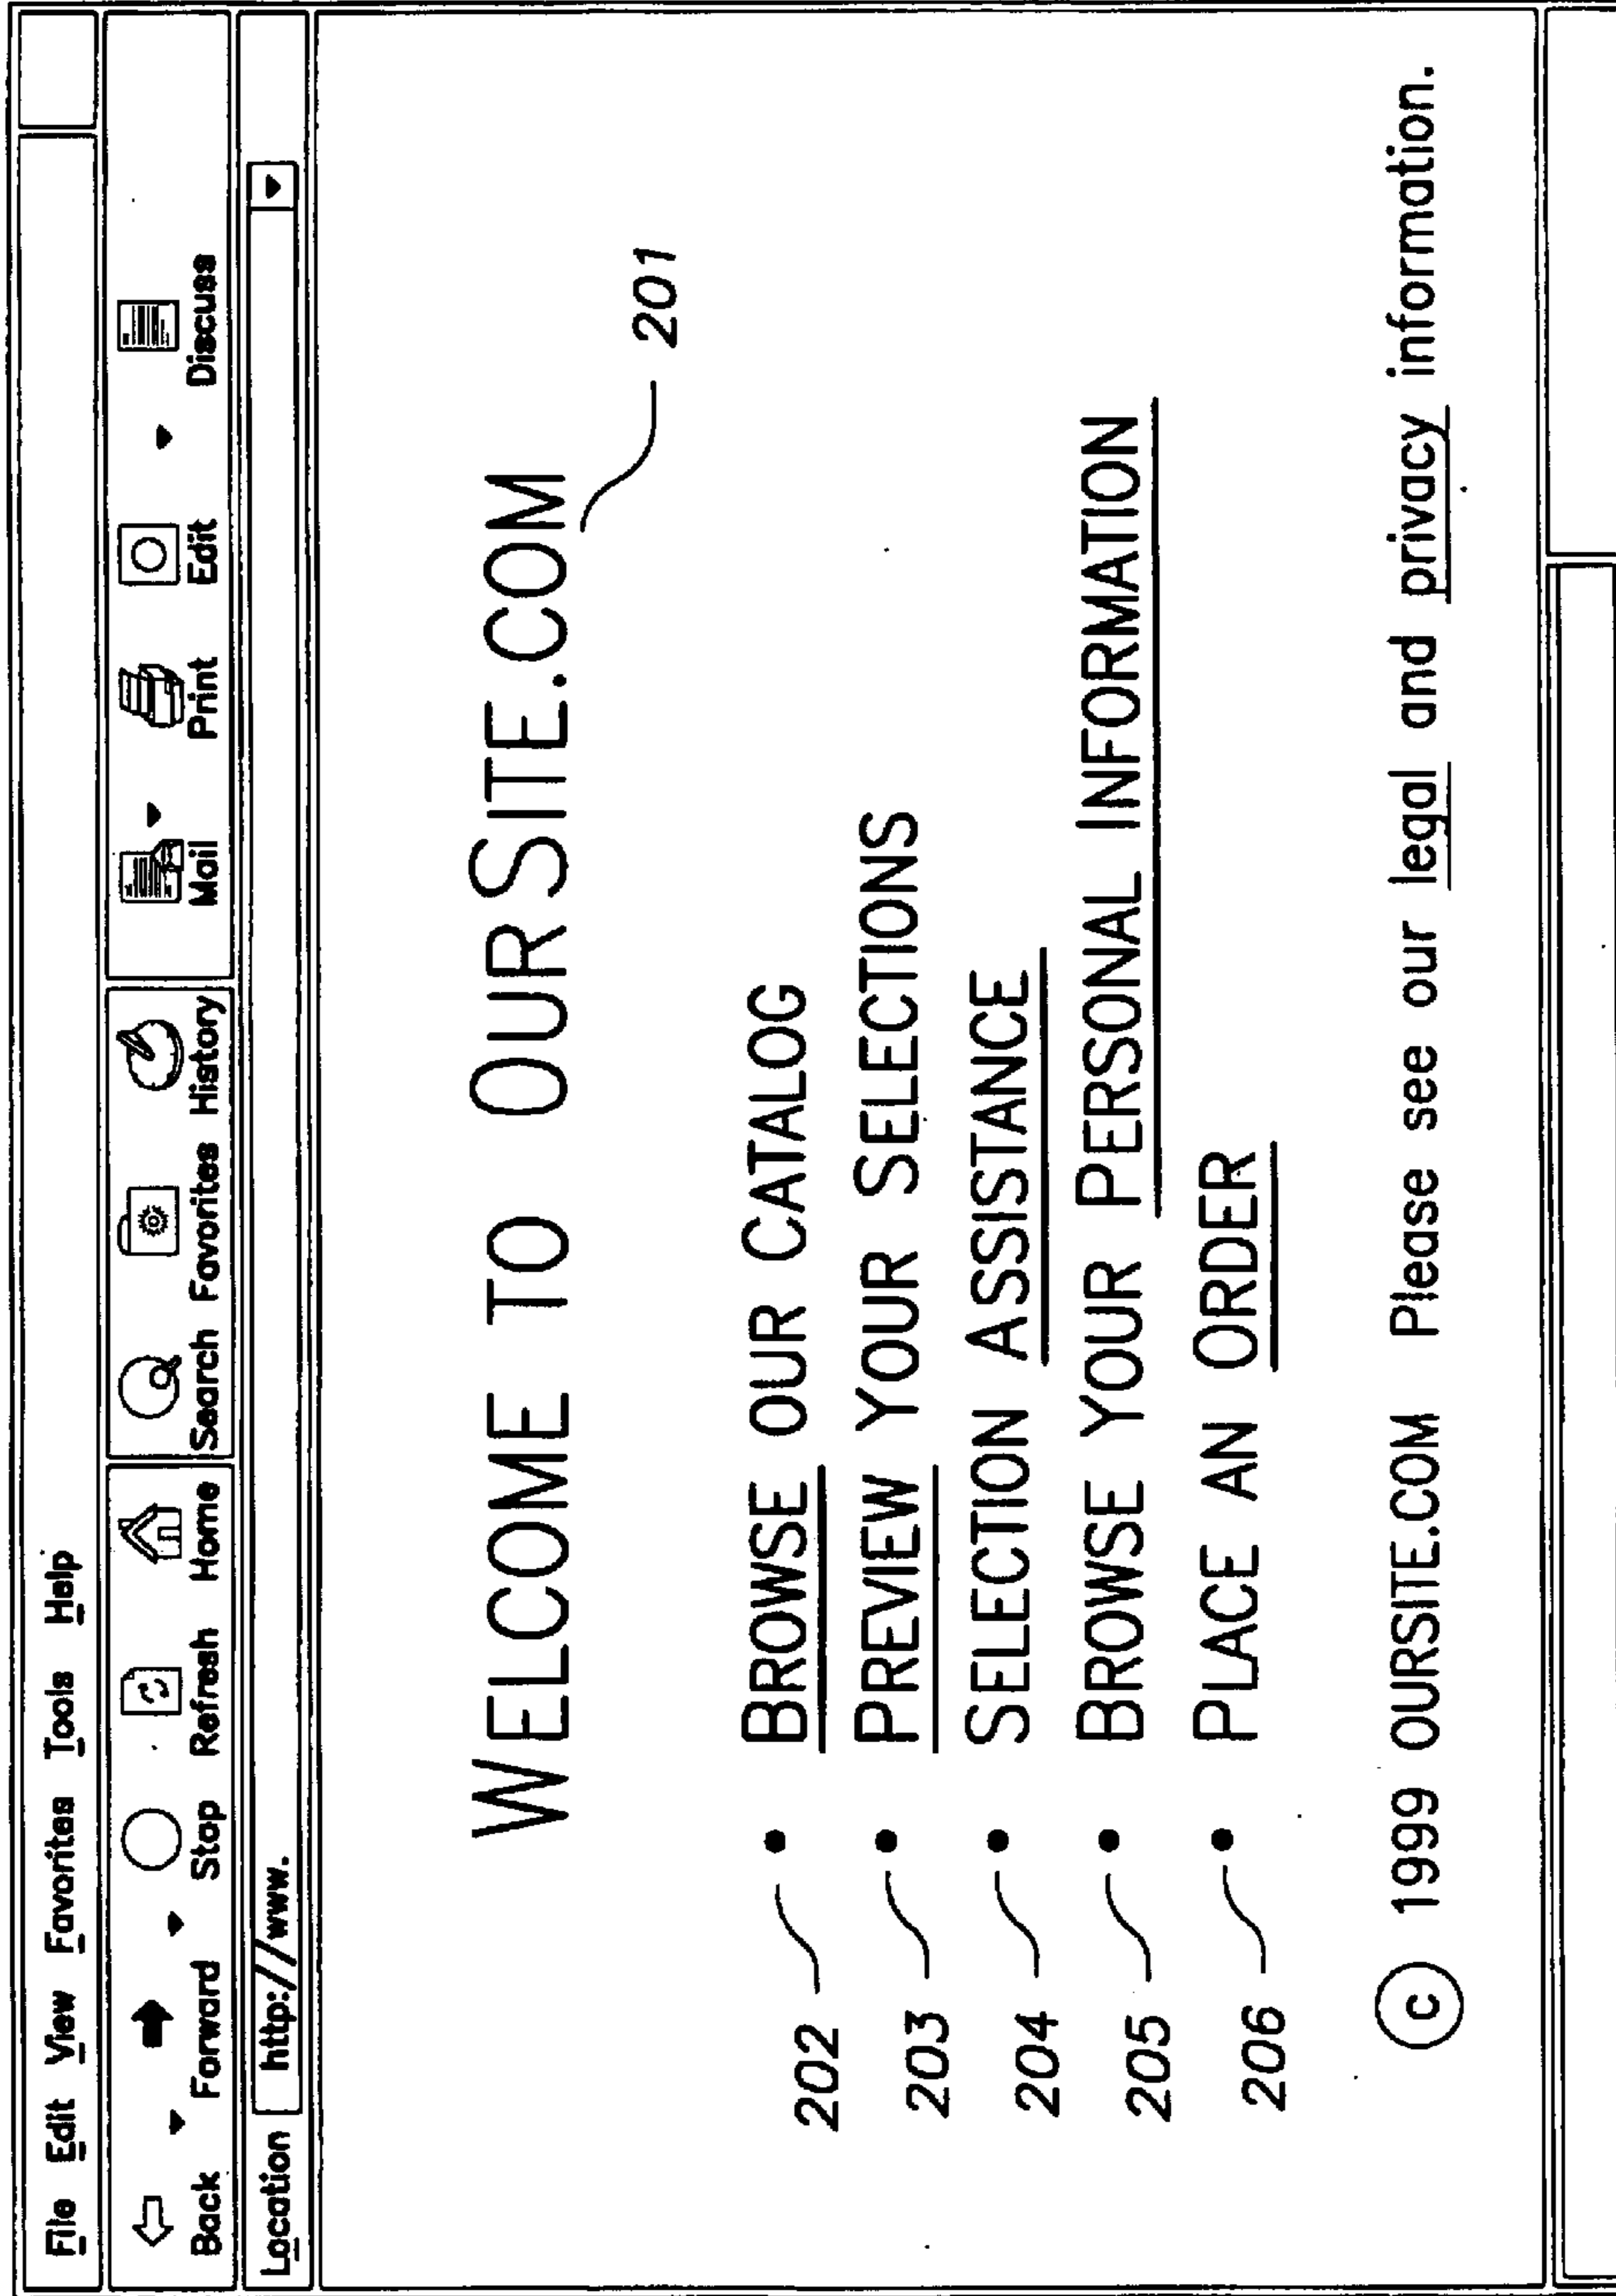 File Edit View Favorites Tools Help
Back Forward Stop Refresh Home Search Favorites History Mail Print Edit Discuss
Location http://www.
WELCOME TO OURSITE.COM
201
202 • BROWSE OUR CATALOG
203 • PREVIEW YOUR SELECTIONS
204 • SELECTION ASSISTANCE
205 • BROWSE YOUR PERSONAL INFORMATION
206 • PLACE AN ORDER
© 1999 OURSITE.COM Please see our legal and privacy information.